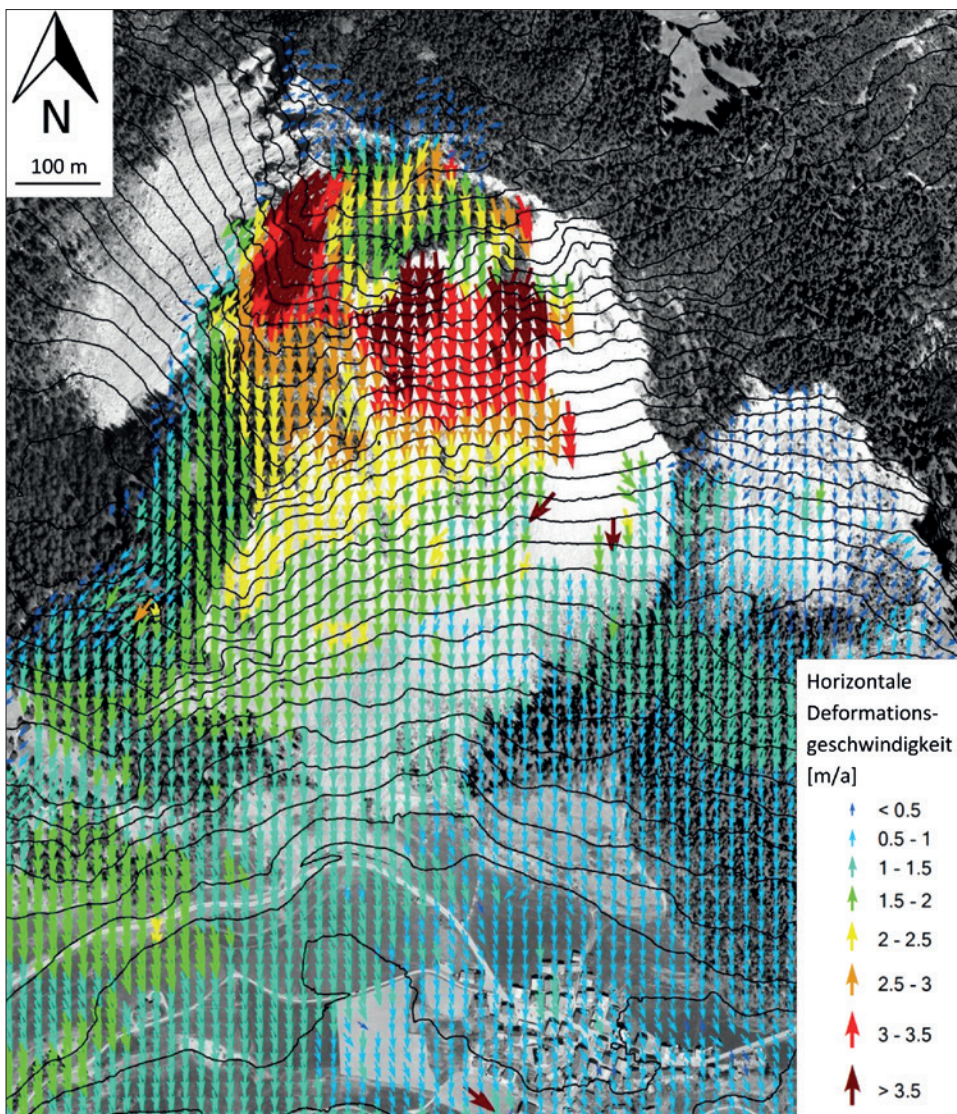 N
100 m
Horizontale
Deformations-
geschwindigkeit
[m/a]
< 0.5
0.5 - 1
1 - 1.5
1.5 - 2
2 - 2.5
2.5 - 3
3 - 3.5
> 3.5